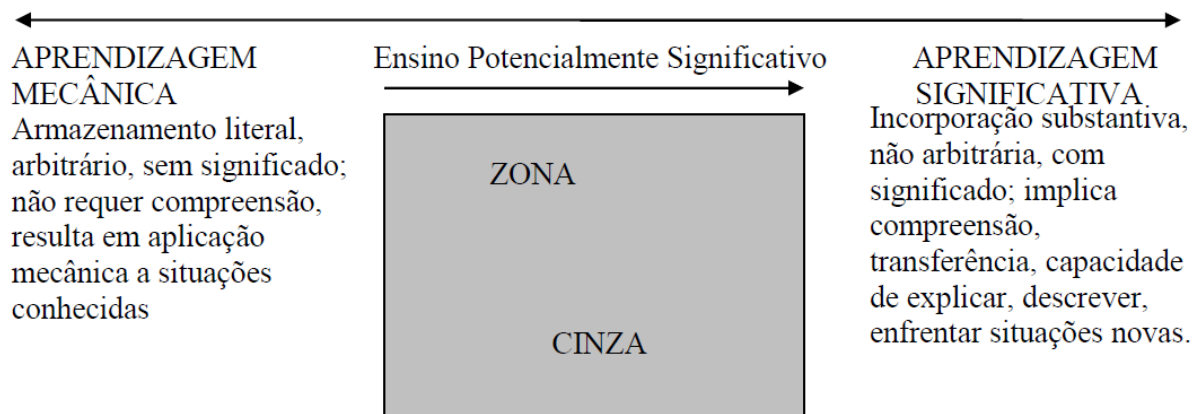 APRENDIZAGEM
MECÂNICA
Armazenamento literal,
arbitrário, sem significado;
não requer compreensão,
resulta em aplicação
mecânica a situações
conhecidas
Ensino Potencialmente Significativo
ZONA
CINZA
APRENDIZAGEM
SIGNIFICATIVA
Incorporação substantiva,
não arbitrária, com
significado; implica
compreensão,
transferência, capacidade
de explicar, descrever,
enfrentar situações novas.